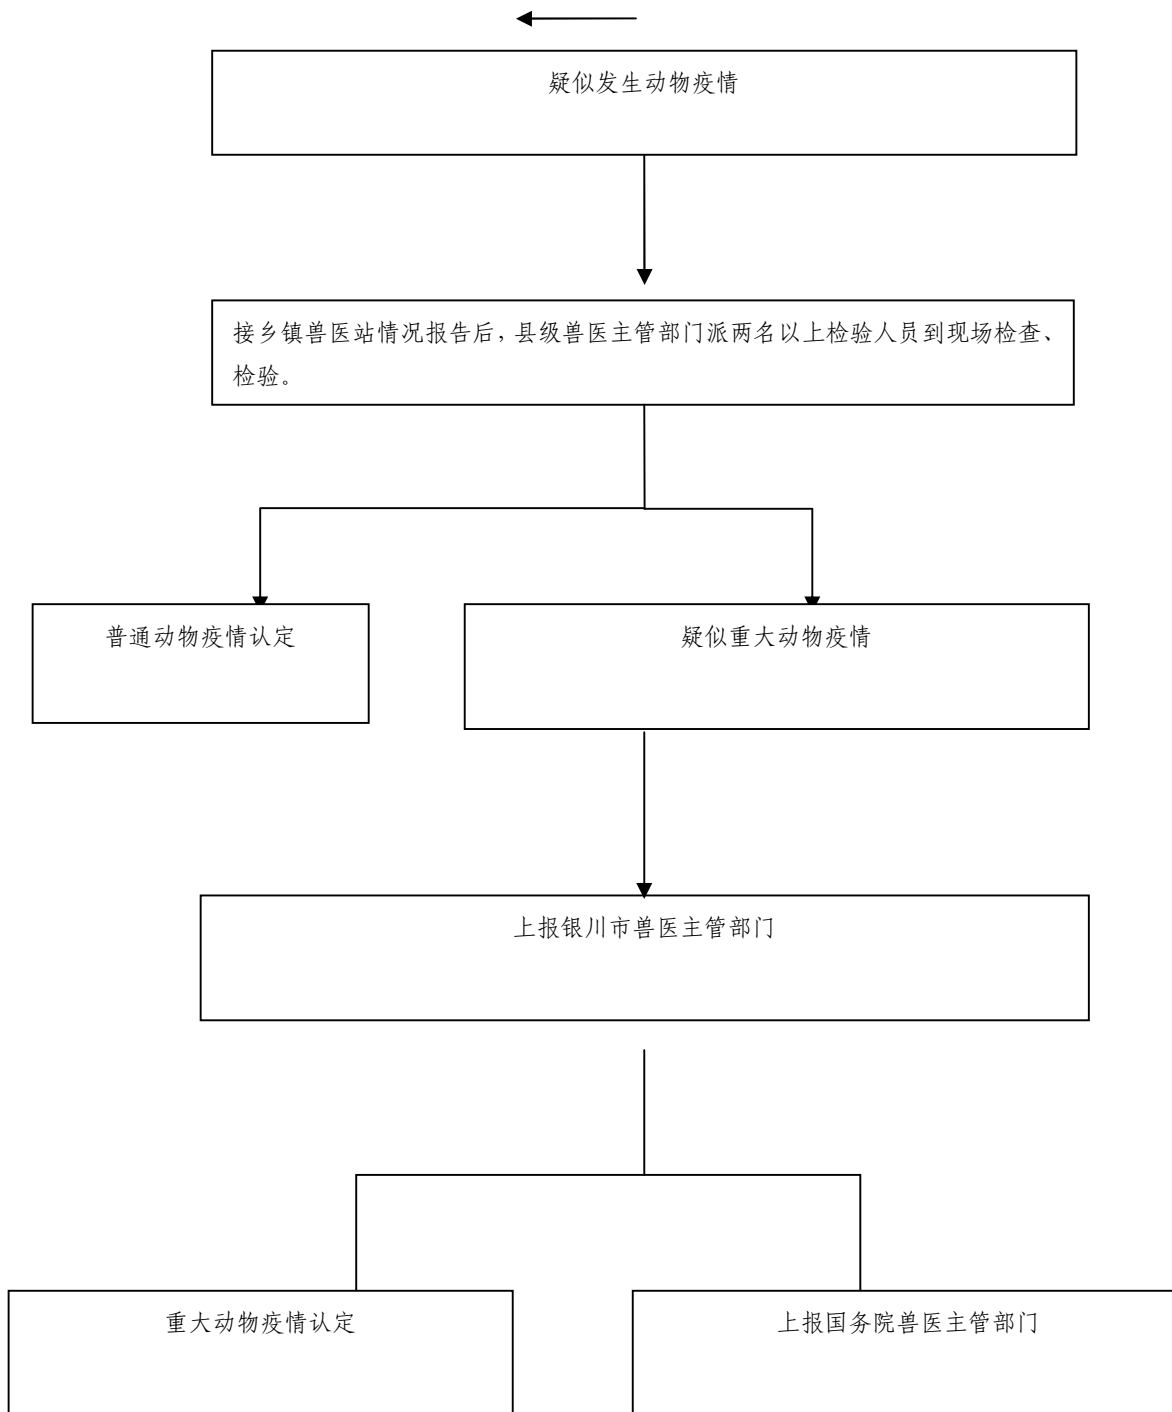 疑似发生动物疫情
接乡镇兽医站情况报告后，县级兽医主管部门派两名以上检验人员到现场检查、
检验。
普通动物疫情认定
疑似重大动物疫情
上报银川市兽医主管部门
重大动物疫情认定
上报国务院兽医主管部门